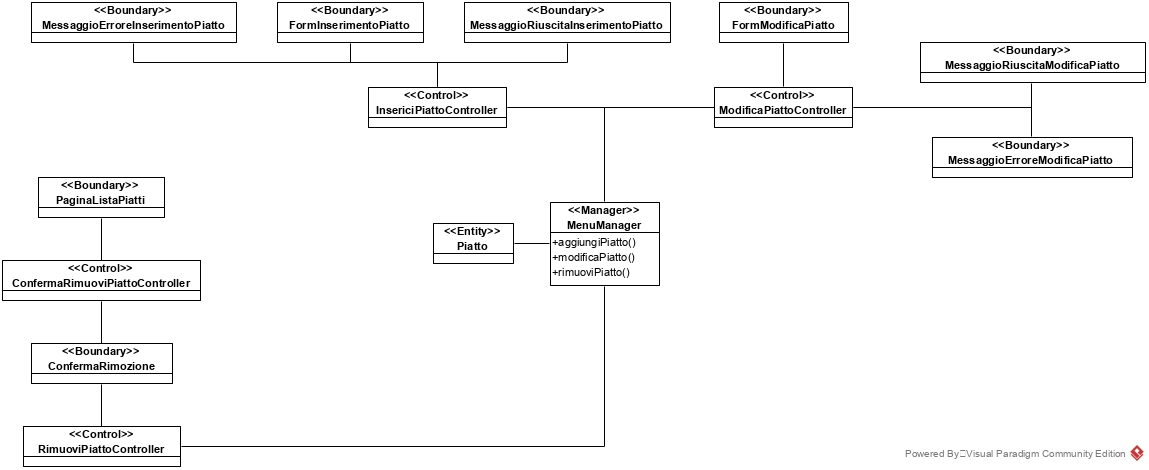 <<Boundary>>
MessaggioErroreInserimentoPiatto
<<Boundary>>
FormInserimentoPiatto
<<Boundary>>
MessaggioRiuscitaInserimentoPiatto
<<Boundary>>
FormModificaPiatto
<<Boundary>>
MessaggioRiuscitaModificaPiatto
<<Control>>
InsericiPiattoController
<<Control>>
ModificaPiattoController
<<Boundary>>
MessaggioErroreModificaPiatto
<<Boundary>>
PaginaListaPiatti
<<Manager>>
MenuManager
+aggiungiPiatto()
+modificaPiatto()
+rimuoviPiatto()
<<Entity>>
Piatto
<<Control>>
ConfermaRimuoviPiattoController
<<Boundary>>
ConfermaRimozione
<<Control>>
RimuoviPiattoController
Powered By Visual Paradigm Community Edition